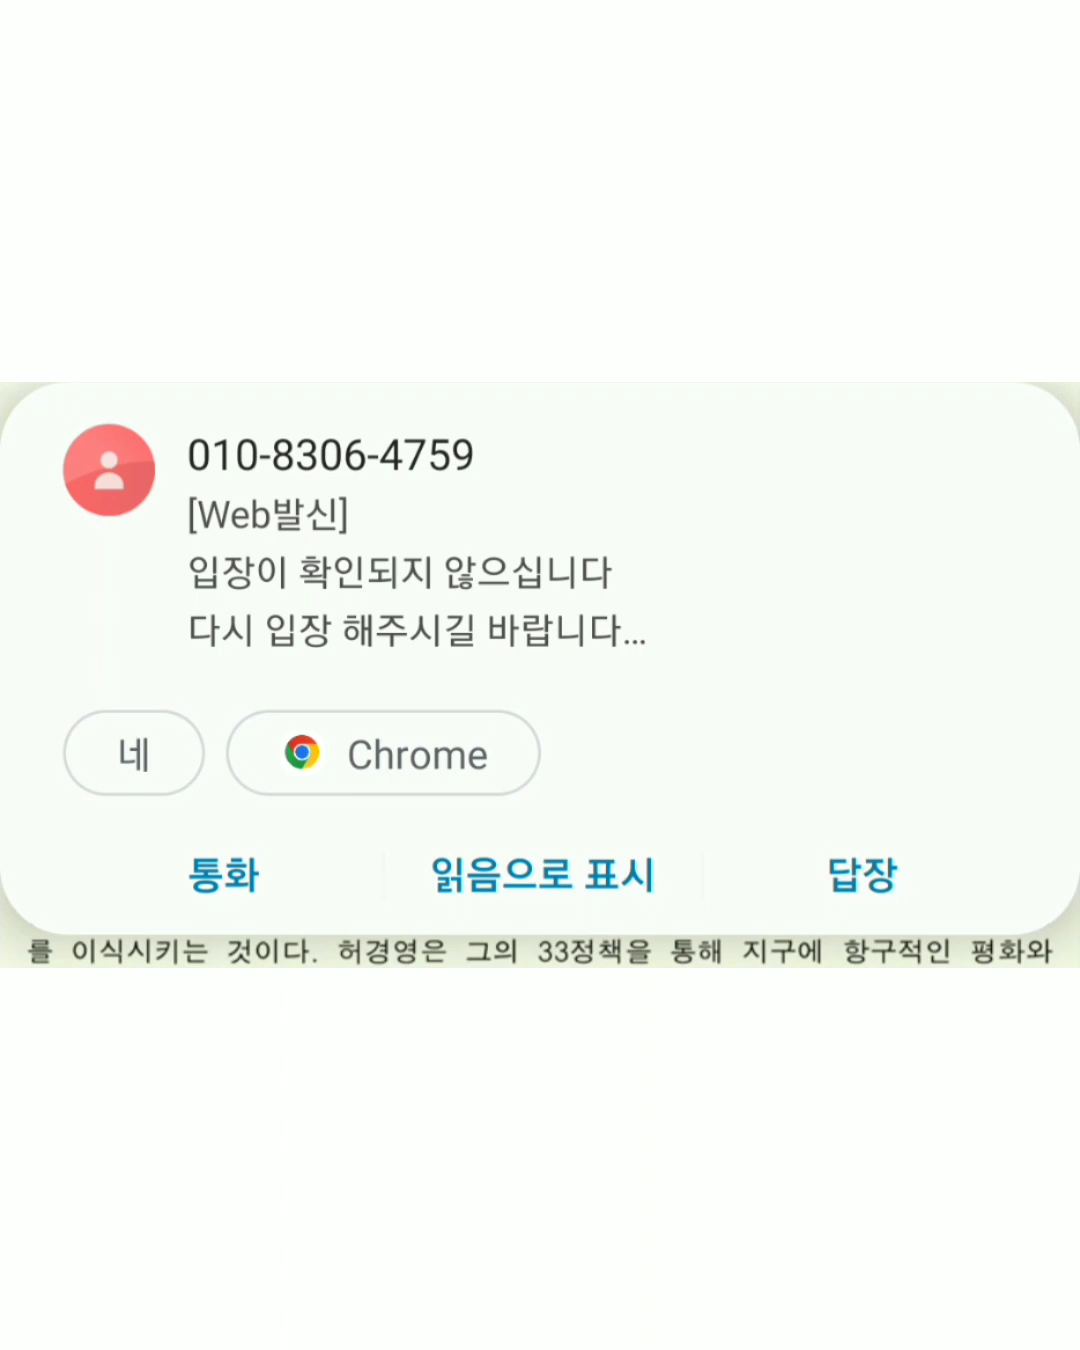 010-8306-4759
[Web발신]
입장이 확인되지 않으십니다
다시 입장 해주시길 바랍니다...
네
Chrome
통화
읽음으로 표시
답장
를 이식시키는 것이다. 허경영은 그의 33정책을 통해 지구에 항구적인 평화와